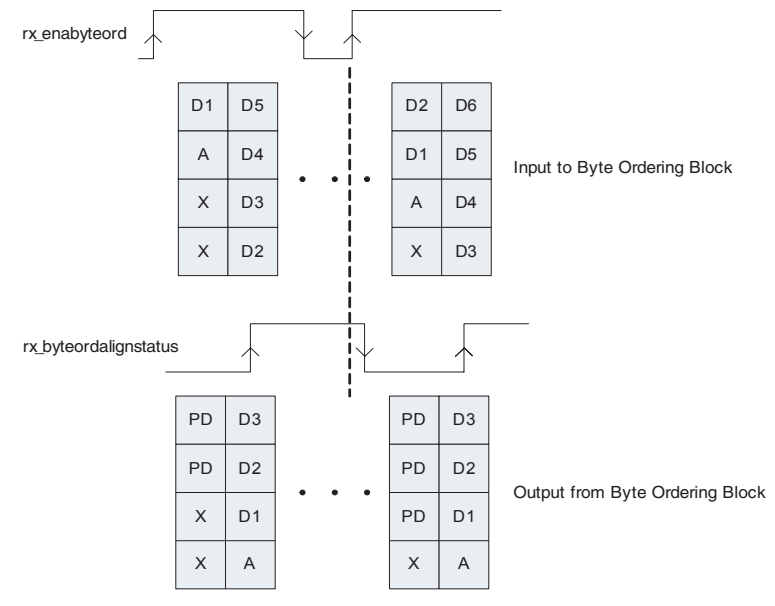 rx_enabyteord
D1 D5 D2 D6
A D4 D1 D5
Input to Byte Ordering Block
X D3 A D4
X D2 X D3
rx_byteordalignstatus
PD D3 PD D3
PD D2 PD D2
Output from Byte Ordering Block
X D1 PD D1
X A X A